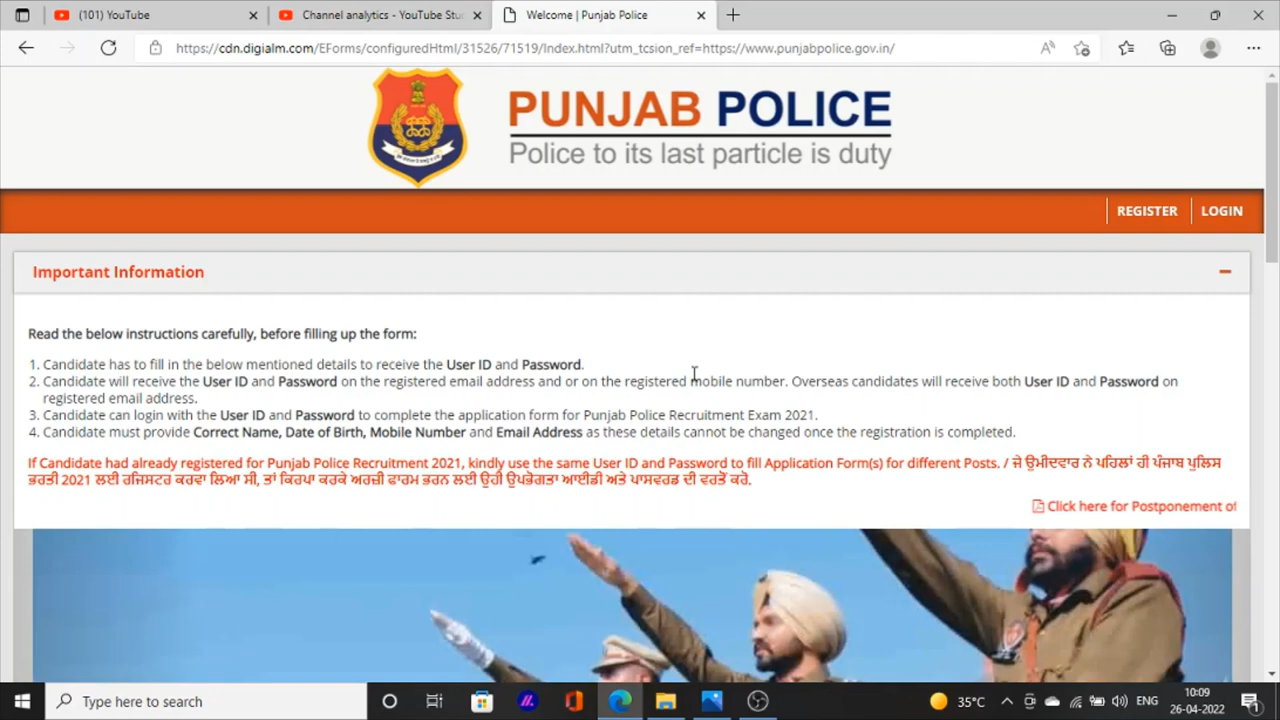 (101) YouTube
Channel analytics - YouTube Stu
Welcome | Punjab Police
https://cdn.digialm.com/EForms/configuredHtml/31526/71519/Index.html?utm_tcsion_ref=https://www.punjabpolice.gov.in/
PUNJAB POLICE
Police to its last particle is duty
REGISTER
LOGIN
Important Information
Read the below instructions carefully, before filling up the form:
1. Candidate has to fill in the below mentioned details to receive the User ID and Password.
2. Candidate will receive the User ID and Password on the registered email address and or on the registered mobile number. Overseas candidates will receive both User ID and Password on
registered email address.
3. Candidate can login with the User ID and Password to complete the application form for Punjab Police Recruitment Exam 2021.
4. Candidate must provide Correct Name, Date of Birth, Mobile Number and Email Address as these details cannot be changed once the registration is completed.
If Candidate had already registered for Punjab Police Recruitment 2021, kindly use the same User ID and Password to fill Application Form(s) for different Posts. / ਜੇ ਉਮੀਦਵਾਰ ਨੇ ਪਹਿਲਾਂ ਹੀ ਪੰਜਾਬ ਪੁਲਿਸ
ਭਰਤੀ 2021 ਲਈ ਰਜਿਸਟਰ ਕਰਵਾ ਲਿਆ ਸੀ, ਤਾਂ ਕਿਰਪਾ ਕਰਕੇ ਅਰਜ਼ੀ ਫਾਰਮ ਭਰਨ ਲਈ ਉਹੀ ਉਪਭੋਗਤਾ ਆਈਡੀ ਅਤੇ ਪਾਸਵਰਡ ਦੀ ਵਰਤੋਂ ਕਰੋ.
Click here for Postponement of
Type here to search
35°C
ENG
10:09
26-04-2022
1